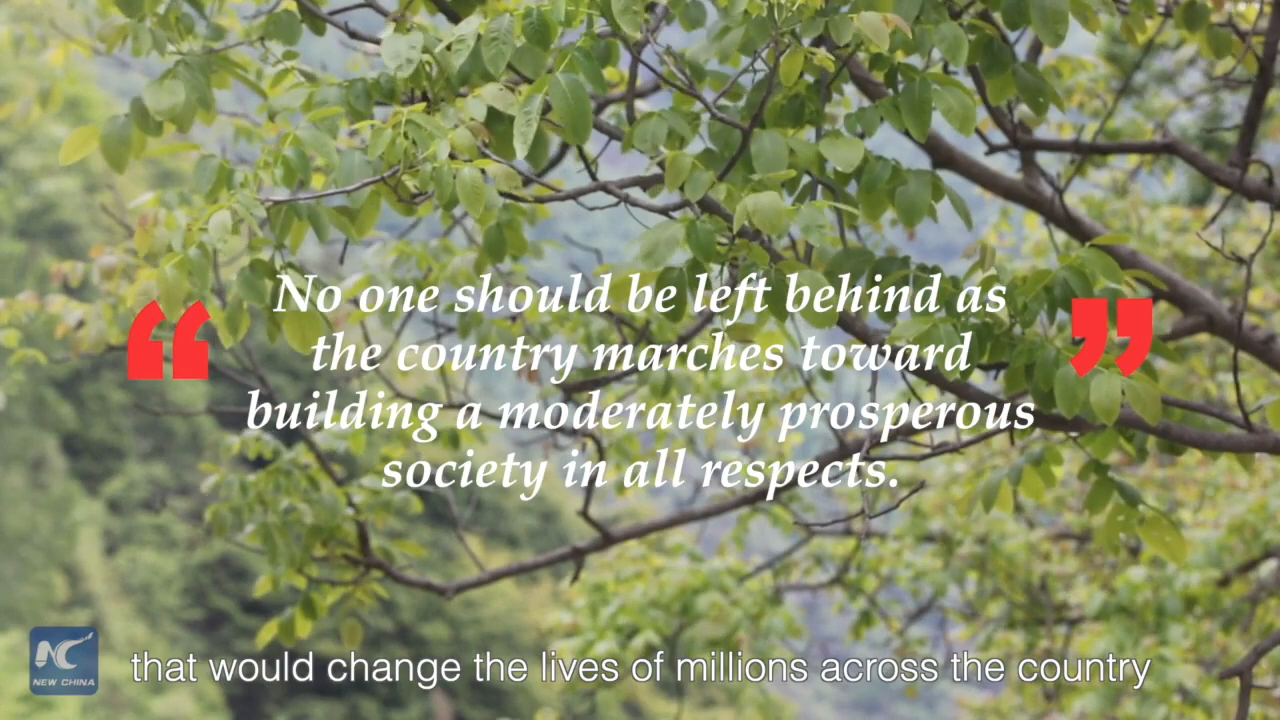 “ No one should be left behind as ”
the country marches toward
building a moderately prosperous
society in all respects.
that would change the lives of millions across the country
NC
NEW CHINA